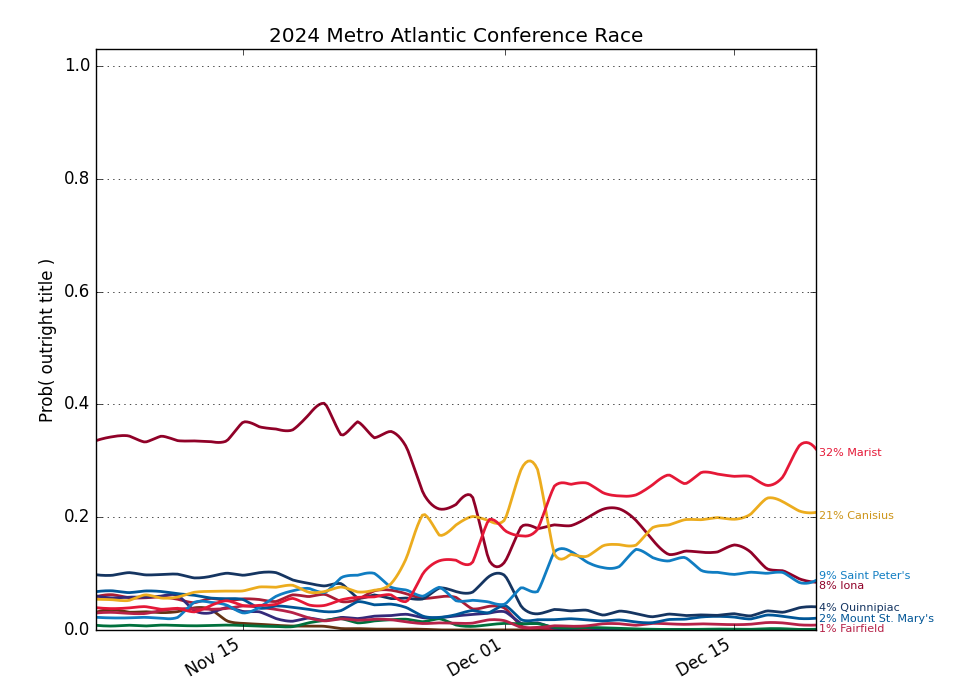 2024 Metro Atlantic Conference Race
Prob( outright title )
1.0
0.8
0.6
0.4
0.2
0.0
Nov 15
Dec 01
Dec 15
32% Marist
21% Canisius
9% Saint Peter's
8% Iona
4% Quinnipiac
2% Mount St. Mary's
1% Fairfield